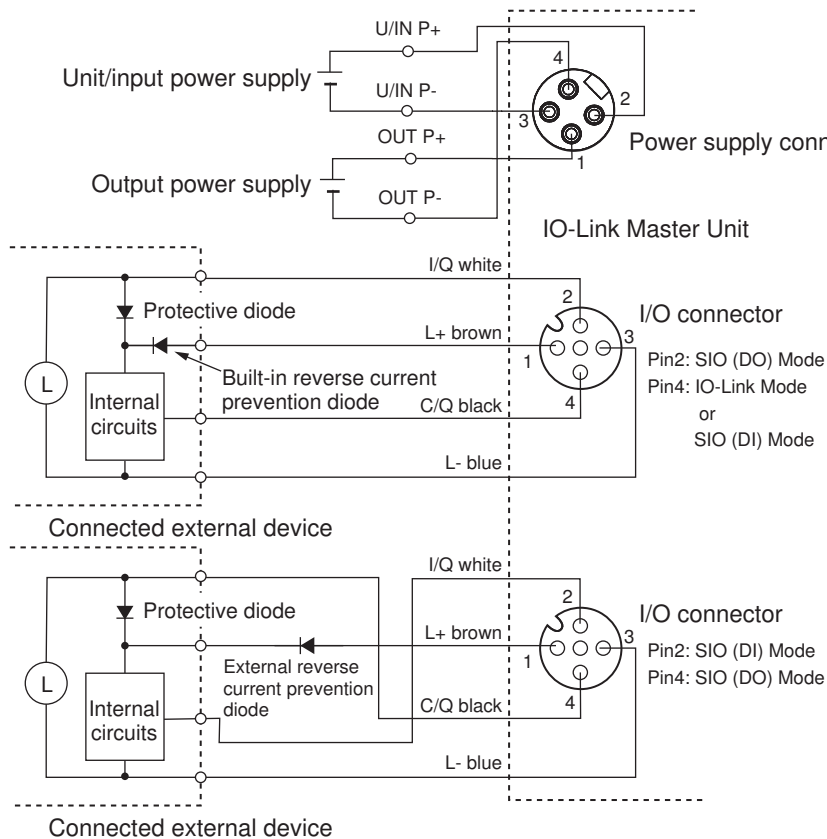 U/IN P+
Unit/input power supply
U/IN P-
OUT P+
Output power supply
OUT P-
4
2
3
1
Power supply conn
IO-Link Master Unit
I/Q white
Protective diode
L+ brown
Built-in reverse current
prevention diode
L
Internal
circuits
C/Q black
L- blue
2
1
3
4
I/O connector
Pin2: SIO (DO) Mode
Pin4: IO-Link Mode
or
SIO (DI) Mode
Connected external device
I/Q white
Protective diode
L+ brown
External reverse
current prevention
diode
L
Internal
circuits
C/Q black
L- blue
2
1
3
4
I/O connector
Pin2: SIO (DI) Mode
Pin4: SIO (DO) Mode
Connected external device